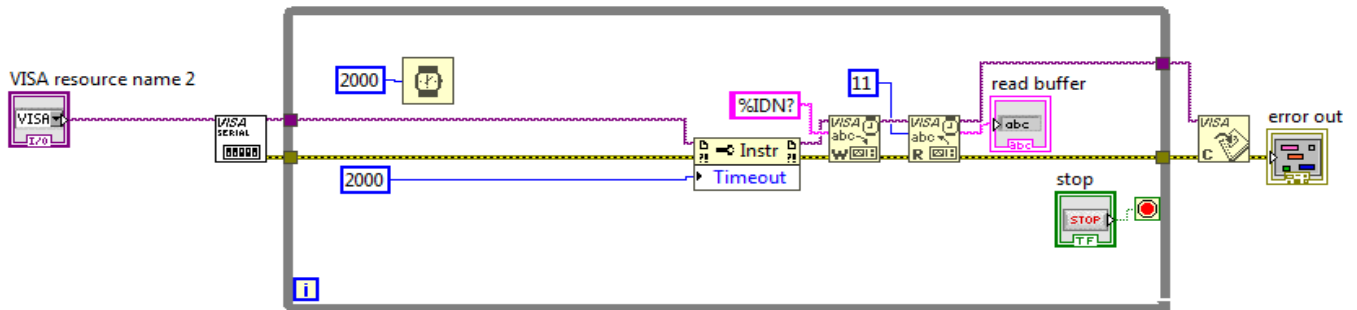 VISA resource name 2
VISA
I/O
VISA
SERIAL
2000
2000
Instr
Timeout
%IDN?
VISA
abc
W
11
VISA
abc
R
read buffer
abc
abc
stop
STOP
TF
i
VISA
C
error out